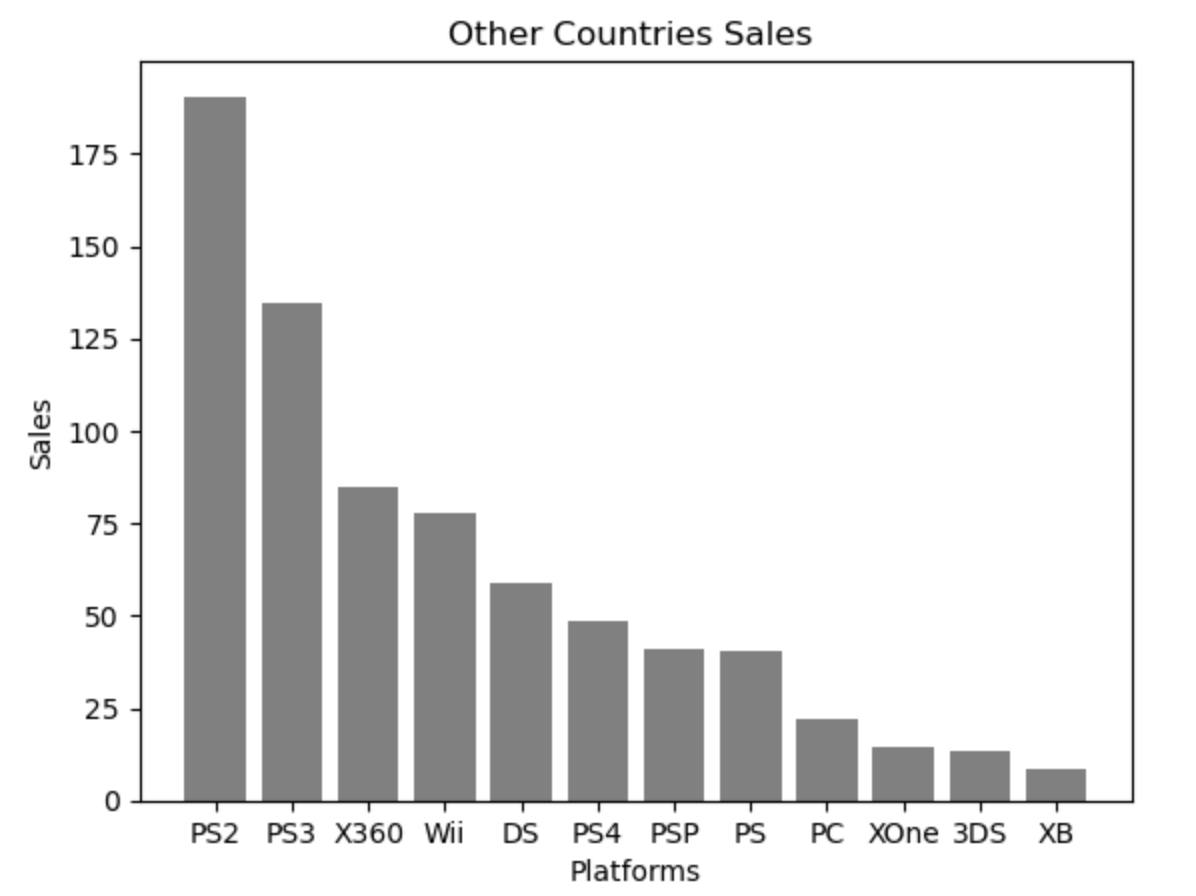 Other Countries Sales
175
150
125
100
75
50
25
0
Sales
PS2 PS3 X360 Wii DS PS4 PSP PS PC XOne 3DS XB
Platforms